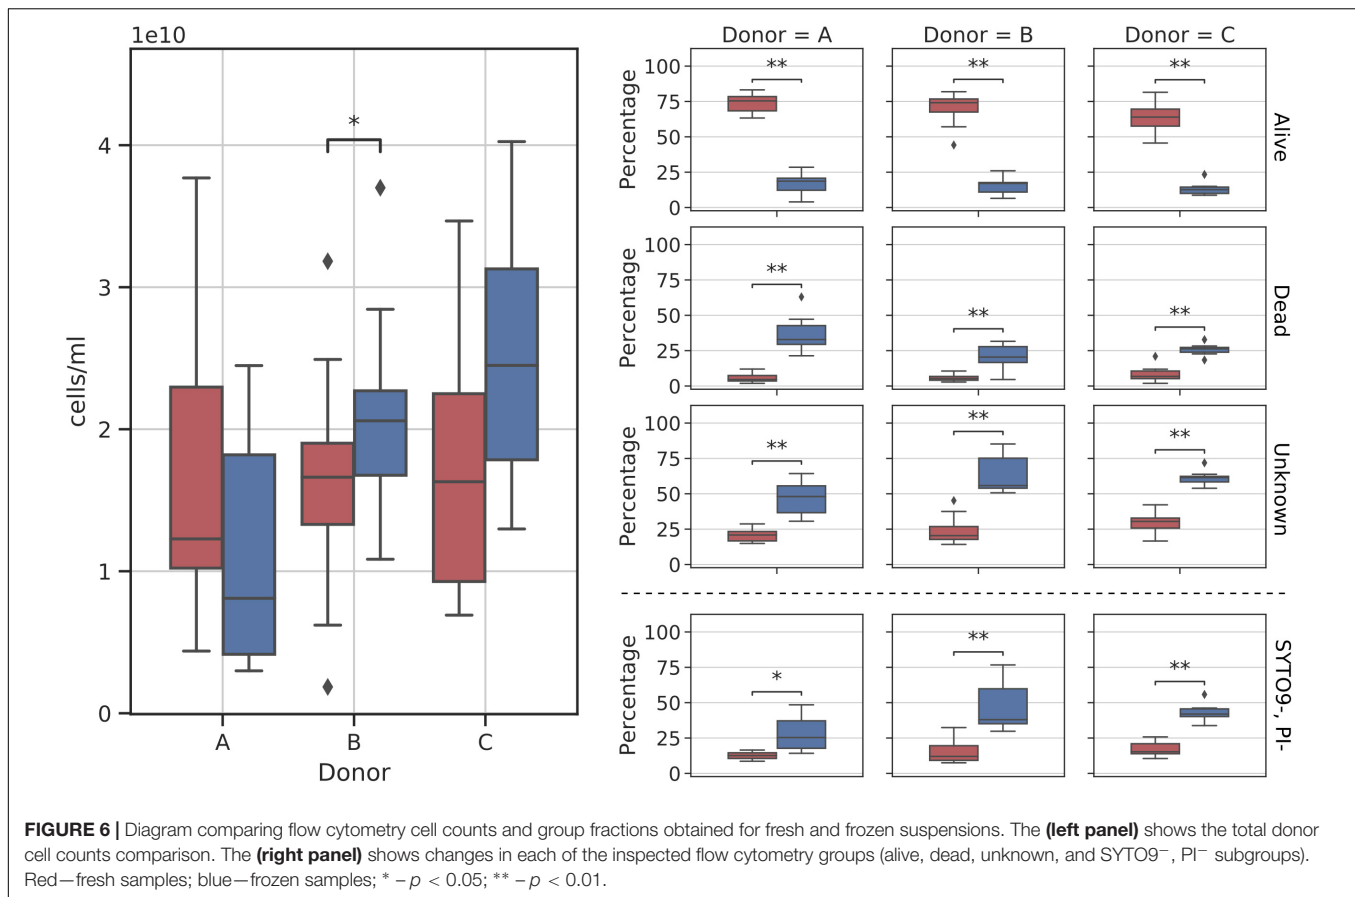 1e10
4
3
2
1
0
cells/ml
*
A
B
C
Donor
Donor = A
Donor = B
Donor = C
Percentage
100
75
50
25
0
**
**
**
Alive
Percentage
100
75
50
25
0
**
**
**
Dead
Percentage
100
75
50
25
0
**
**
**
Unknown
Percentage
100
75
50
25
0
*
**
**
SYTO9-, PI-
FIGURE 6 | Diagram comparing flow cytometry cell counts and group fractions obtained for fresh and frozen suspensions. The (left panel) shows the total donor
cell counts comparison. The (right panel) shows changes in each of the inspected flow cytometry groups (alive, dead, unknown, and SYTO9⁻, PI⁻ subgroups).
Red—fresh samples; blue—frozen samples; * – p < 0.05; ** – p < 0.01.